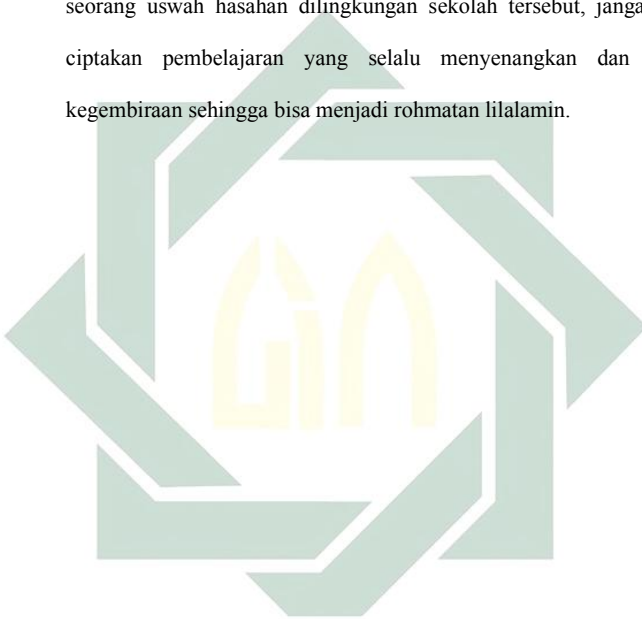 seorang uswah hasahan dilingkungan sekolah tersebut,
ciptakan pembelajaran yang selalu menyenangkan dan
kegembiraan sehingga bisa menjadi rohmatan lilalamin.